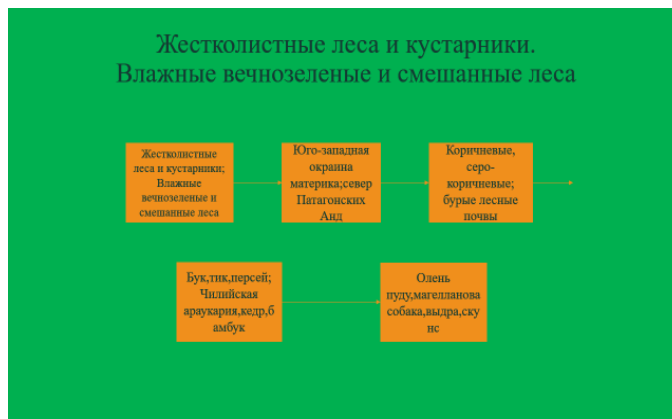 Жестколистные леса и кустарники.
Влажные вечнозеленые и смешанные леса
Жестколистные
леса и кустарники;
Влажные
вечнозеленые и
смешанные леса
Юго-западная
окраина
материка;север
Патагонских
Анд
Коричневые,
серо-
коричневые;
бурые лесные
почвы
Бук,тик,персей;
Чилийская
араукария,кедр,б
амбук
Олень
пуду,магелланова
собака,выдра,ску
нс